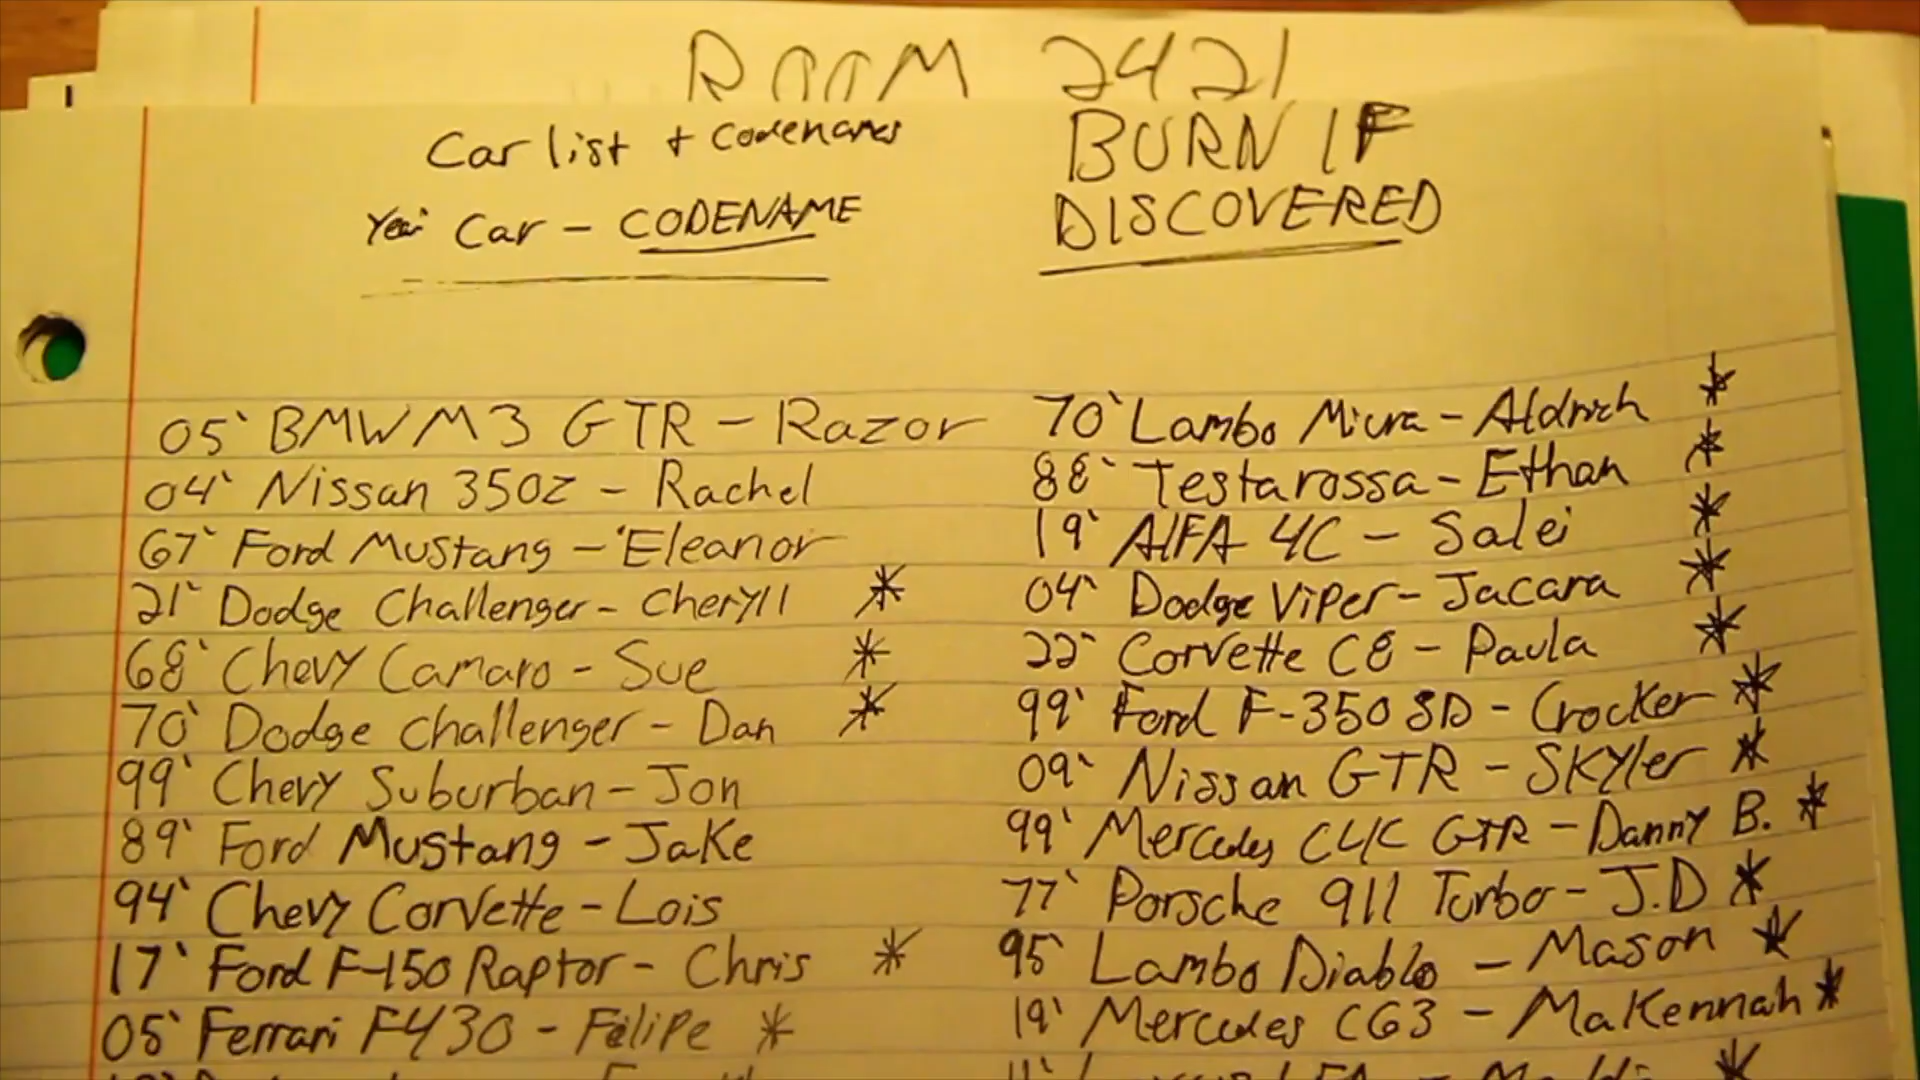 ROOM 2421
Car list + Codenames
Year Car - CODENAME
BURN IF
DISCOVERED
05' BMW M3 GTR - Razor
04' Nissan 350Z - Rachel
67' Ford Mustang - 'Eleanor
21' Dodge Challenger - Cheryll *
68' Chevy Camaro - Sue *
70' Dodge Challenger - Dan *
99' Chevy Suburban - Jon
89' Ford Mustang - Jake
94' Chevy Corvette - Lois
17' Ford F-150 Raptor - Chris *
05' Ferrari F430 - Felipe *
70' Lambo Miura - Aldrich *
88' Testarossa - Ethan *
19' AlFA 4C - Salei *
04' Dodge Viper - Jacara *
22' Corvette C8 - Paula *
99' Ford F-350 SD - Crocker *
09' Nissan GTR - Skyler *
99' Mercedes CLK GTR - Danny B. *
77' Porsche 911 Turbo - J.D *
95' Lambo Diablo - Mason *
19' Mercedes C63 - Makennah *